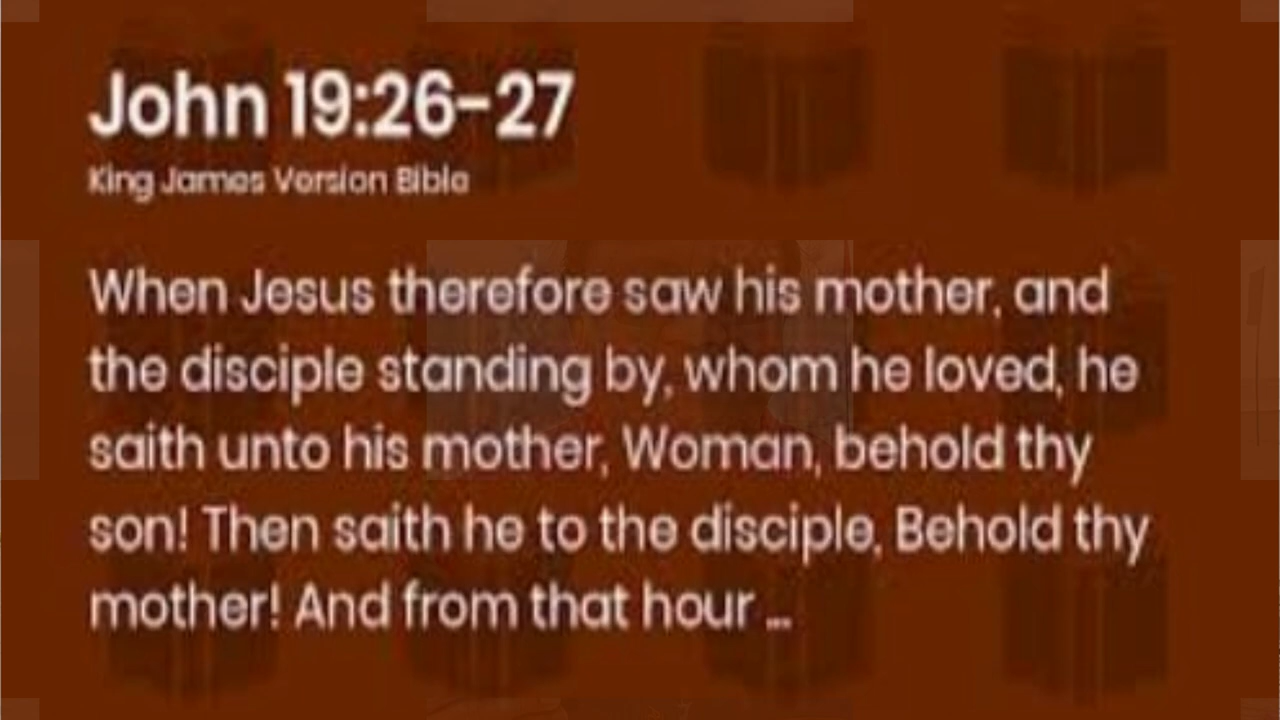 John 19:26-27
King James Version Bible
When Jesus therefore saw his mother, and
the disciple standing by, whom he loved, he
saith unto his mother, Woman, behold thy
son! Then saith he to the disciple, Behold thy
mother! And from that hour ...